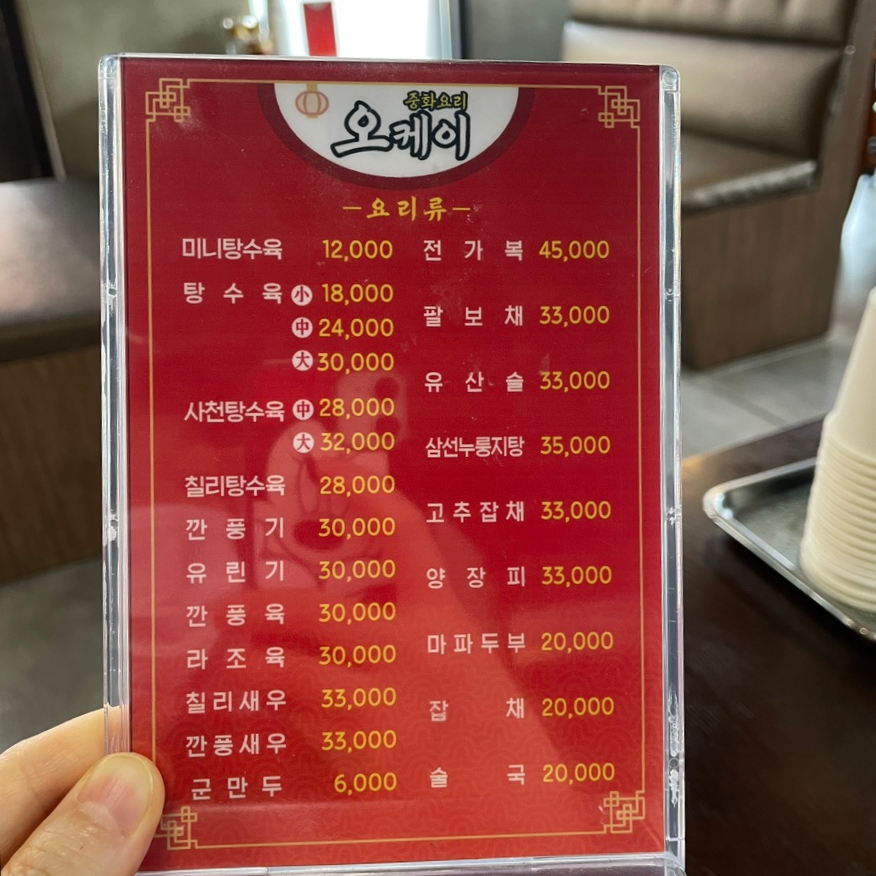 중화요리
오케이
요리류
미니탕수육 12,000
탕수육 小 18,000
中 24,000
大 30,000
사천탕수육 中 28,000
大 32,000
칠리탕수육 28,000
깐풍기 30,000
유린기 30,000
깐풍육 30,000
라조육 30,000
칠리새우 33,000
깐풍새우 33,000
군만두 6,000
전가복 45,000
팔보채 33,000
유산슬 33,000
삼선누룽지탕 35,000
고추잡채 33,000
양장피 33,000
마파두부 20,000
잡채 20,000
술국 20,000